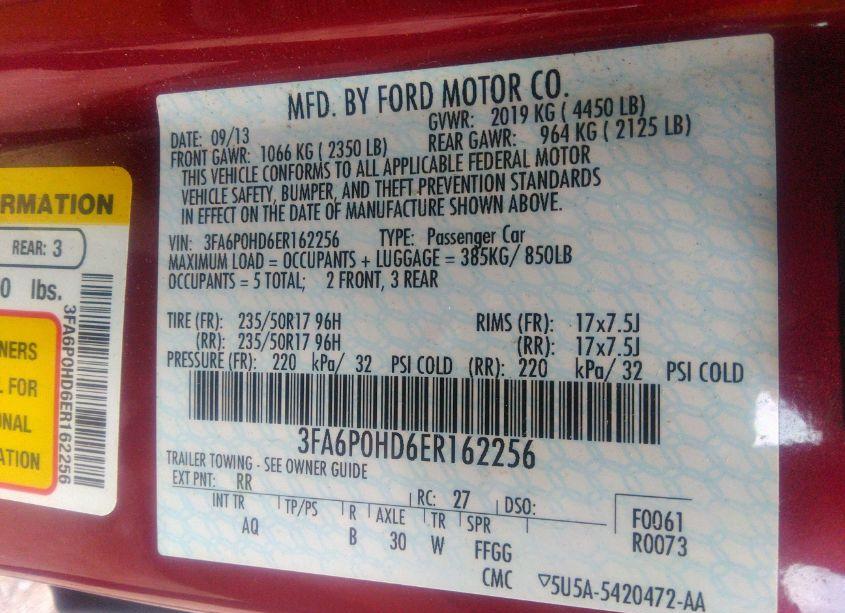 RMATION
REAR: 3
0 lbs.
NERS
L FOR
ONAL
ATION
3FA6P0HD6ER162256
MFD. BY FORD MOTOR CO.
DATE: 09/13 GVWR: 2019 KG ( 4450 LB)
FRONT GAWR: 1066 KG ( 2350 LB) REAR GAWR: 964 KG ( 2125 LB)
THIS VEHICLE CONFORMS TO ALL APPLICABLE FEDERAL MOTOR
VEHICLE SAFETY, BUMPER, AND THEFT PREVENTION STANDARDS
IN EFFECT ON THE DATE OF MANUFACTURE SHOWN ABOVE.
VIN: 3FA6P0HD6ER162256 TYPE: Passenger Car
MAXIMUM LOAD = OCCUPANTS + LUGGAGE = 385KG/ 850LB
OCCUPANTS = 5 TOTAL; 2 FRONT, 3 REAR
TIRE (FR): 235/50R17 96H RIMS (FR): 17x7.5J
(RR): 235/50R17 96H (RR): 17x7.5J
PRESSURE (FR): 220 kPa/ 32 PSI COLD (RR): 220 kPa/ 32 PSI COLD
3FA6P0HD6ER162256
TRAILER TOWING - SEE OWNER GUIDE
EXT PNT: RR RC: 27 DSO:
INT TR TP/PS R AXLE TR SPR F0061
AQ B 30 W FFGG R0073
CMC ▽5U5A-5420472-AA